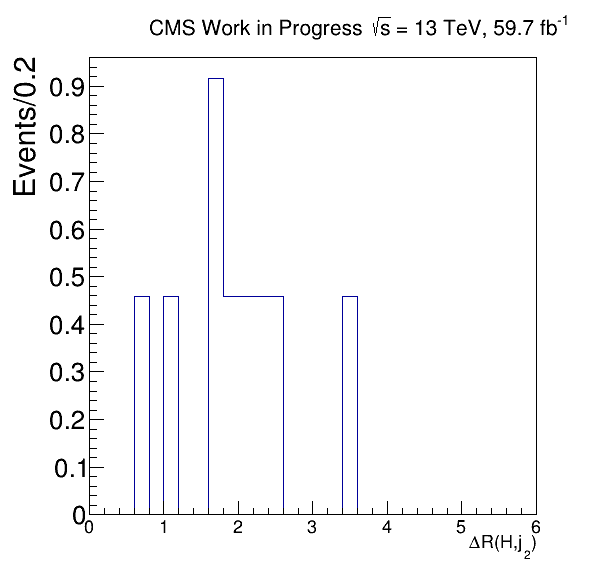 CMS Work in Progress √s = 13 TeV, 59.7 fb⁻¹
Events/0.2
0.9
0.8
0.7
0.6
0.5
0.4
0.3
0.2
0.1
0
0 1 2 3 4 5 6
ΔR(H,j₂)